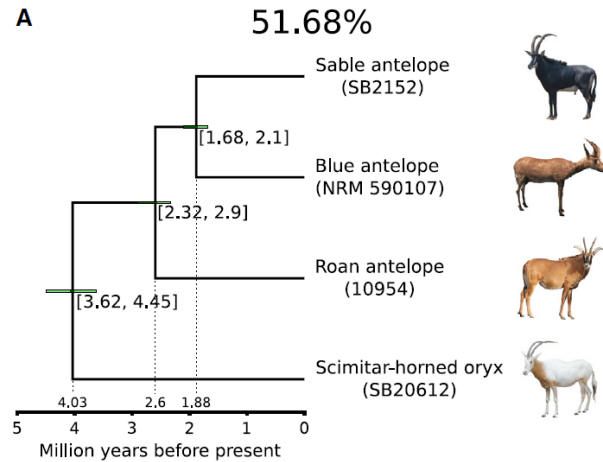 A
51.68%
Sable antelope
(SB2152)
[1.68, 2.1]
Blue antelope
(NRM 590107)
[2.32, 2.9]
Roan antelope
(10954)
[3.62, 4.45]
Scimitar-horned oryx
(SB20612)
4.03 2.6 1.88
5 4 3 2 1 0
Million years before present